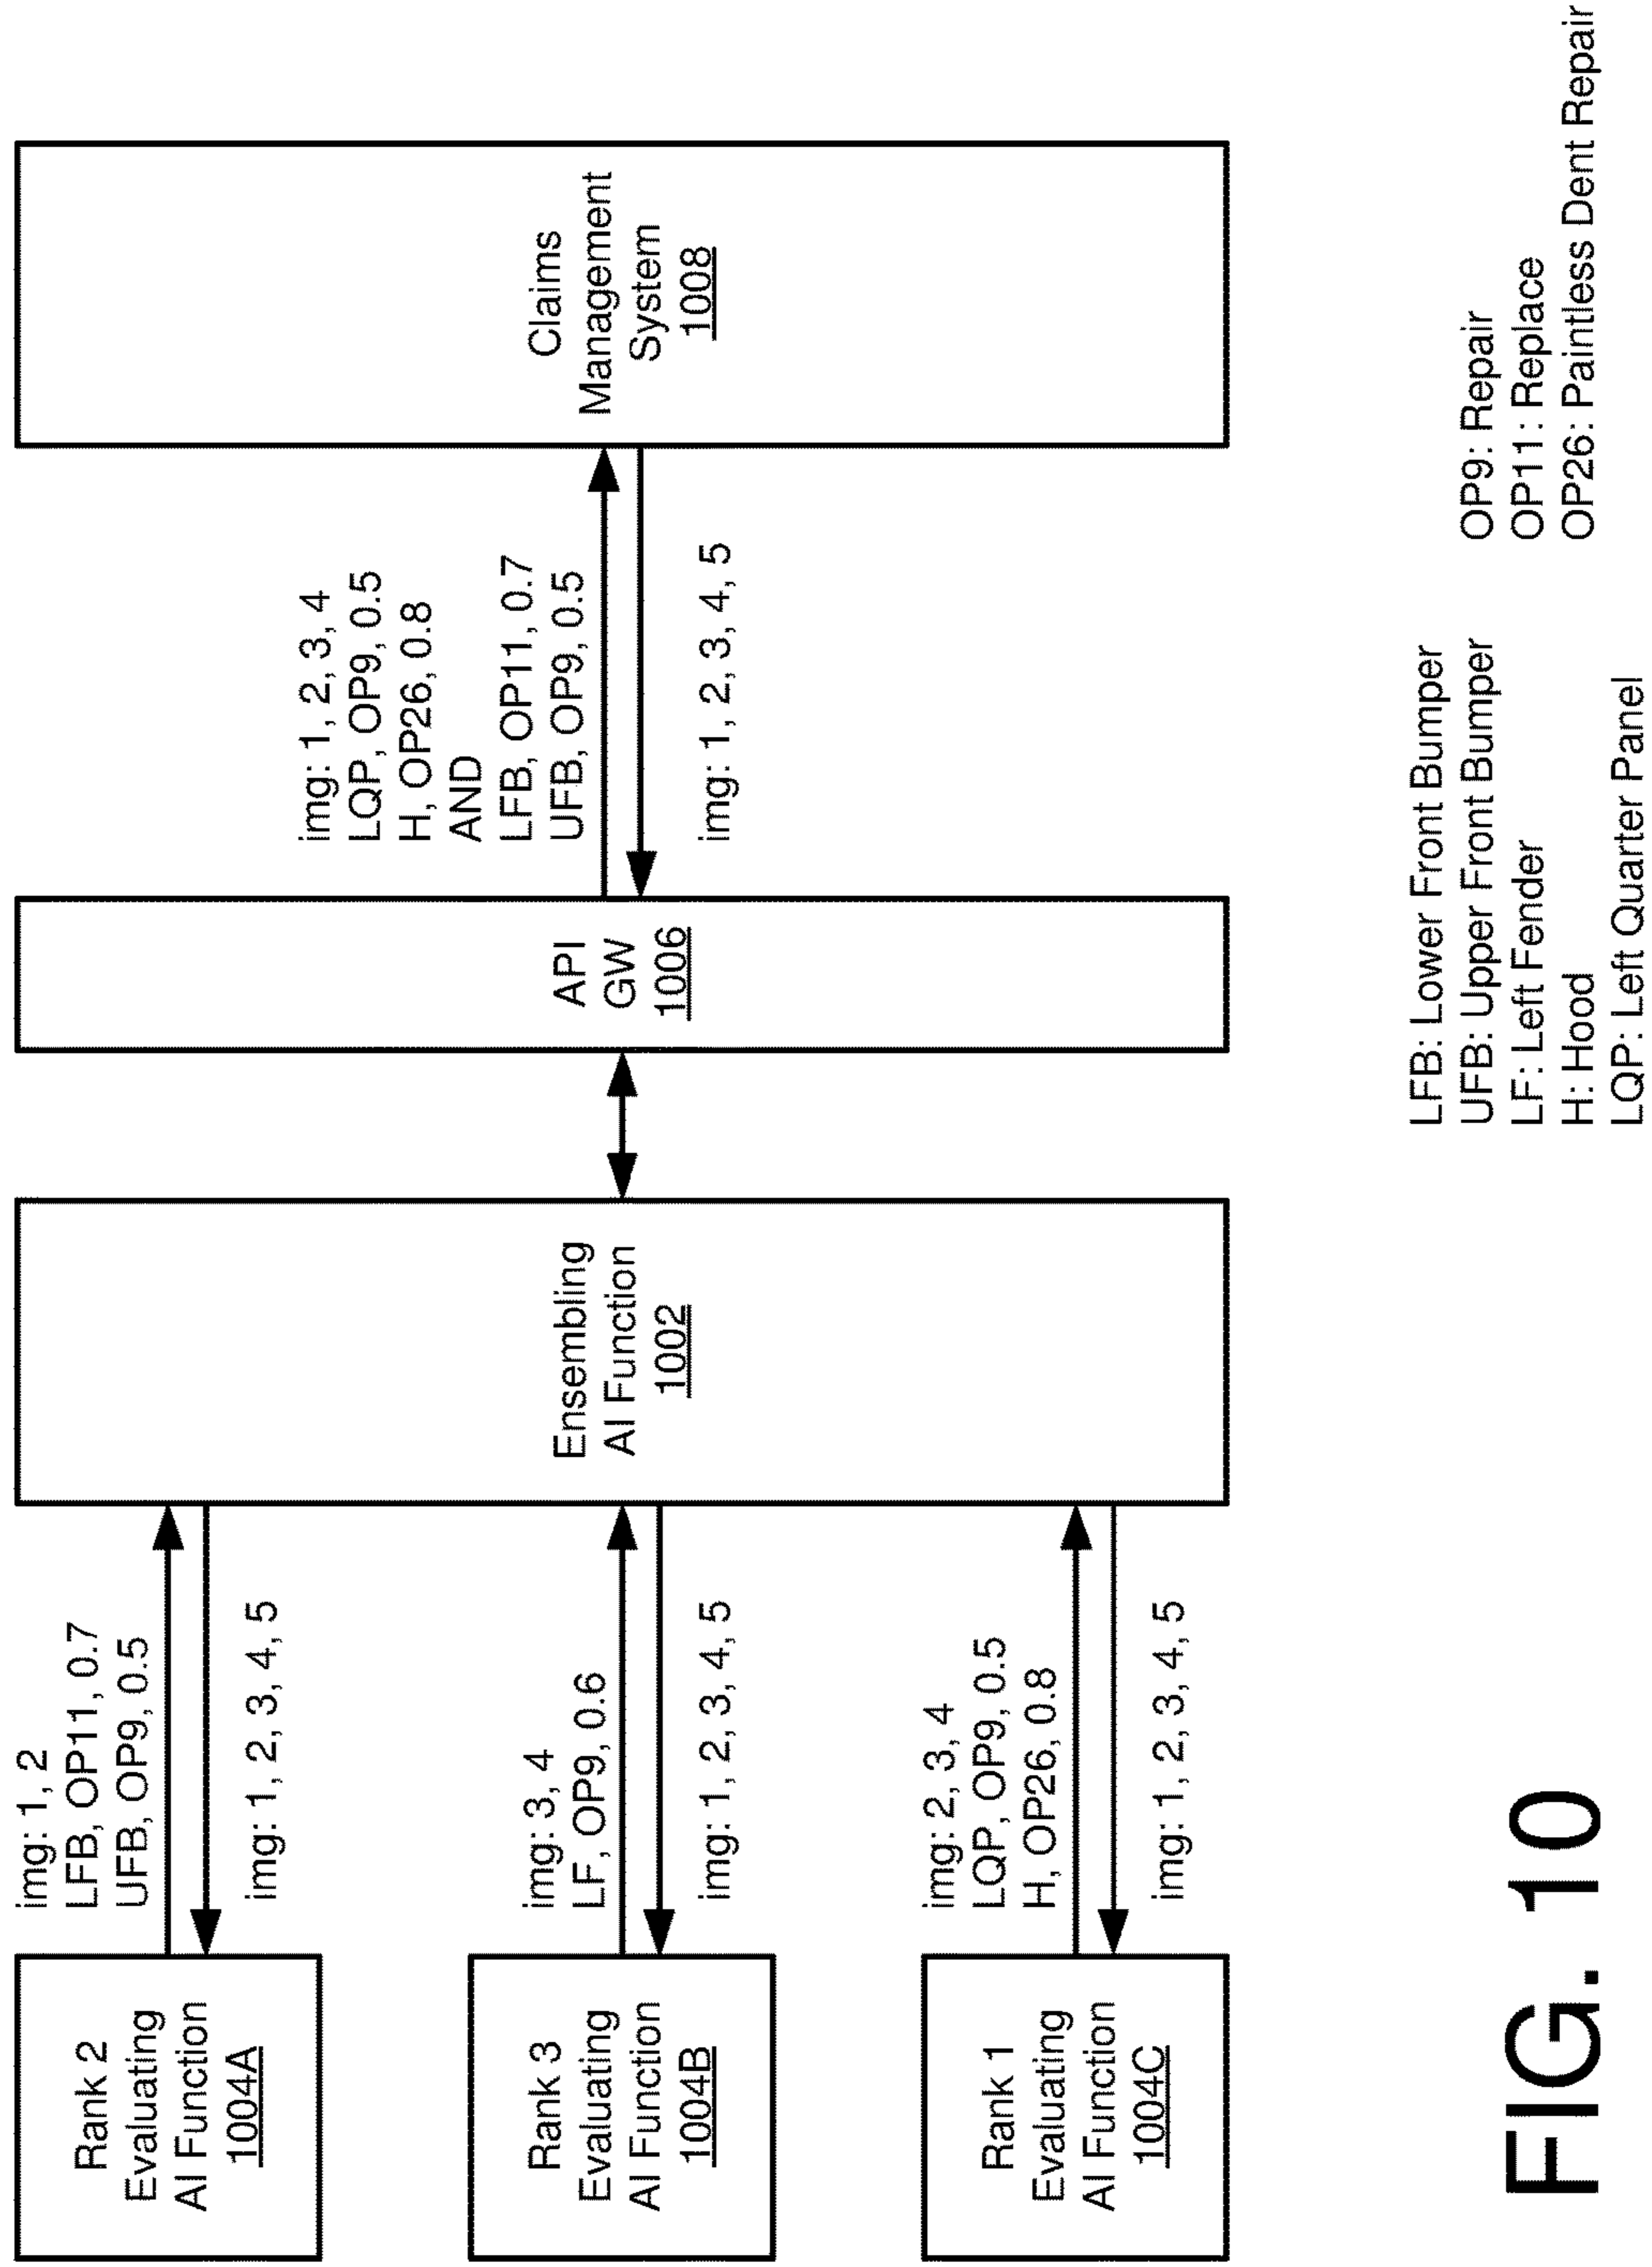 Rank 2
Evaluating
AI Function
1004A
img: 1, 2
LFB, OP11, 0.7
UFB, OP9, 0.5
img: 1, 2, 3, 4, 5
Rank 3
Evaluating
AI Function
1004B
img: 3, 4
LF, OP9, 0.6
img: 1, 2, 3, 4, 5
Rank 1
Evaluating
AI Function
1004C
img: 2, 3, 4
LQP, OP9, 0.5
H, OP26, 0.8
img: 1, 2, 3, 4, 5
Ensembling
AI Function
1002
API
GW
1006
img: 1, 2, 3, 4
LQP, OP9, 0.5
H, OP26, 0.8
AND
LFB, OP11, 0.7
UFB, OP9, 0.5
img: 1, 2, 3, 4, 5
Claims
Management
System
1008
LFB: Lower Front Bumper
UFB: Upper Front Bumper
LF: Left Fender
H: Hood
LQP: Left Quarter Panel
OP9: Repair
OP11: Replace
OP26: Paintless Dent Repair
FIG. 10